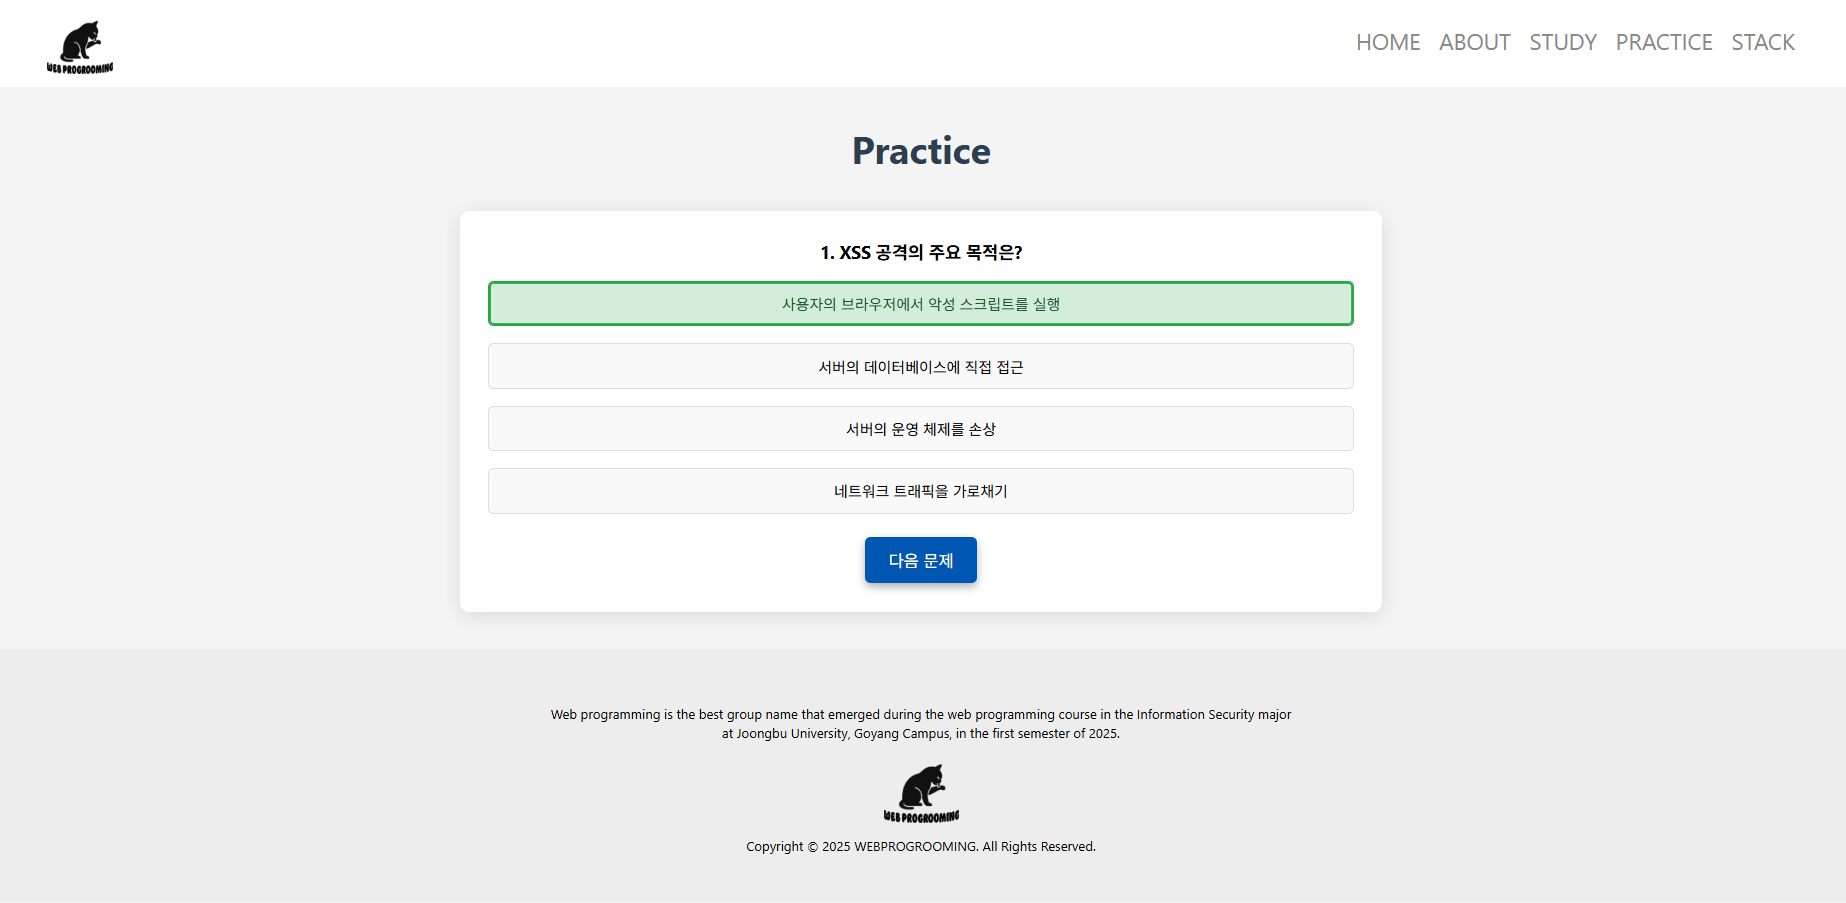 WEB PROGROOMING
HOME ABOUT STUDY PRACTICE STACK
Practice
1. XSS 공격의 주요 목적은?
사용자의 브라우저에서 악성 스크립트를 실행
서버의 데이터베이스에 직접 접근
서버의 운영 체제를 손상
네트워크 트래픽을 가로채기
다음 문제
Web programming is the best group name that emerged during the web programming course in the Information Security major
at Joongbu University, Goyang Campus, in the first semester of 2025.
WEB PROGROOMING
Copyright © 2025 WEBPROGROOMING. All Rights Reserved.